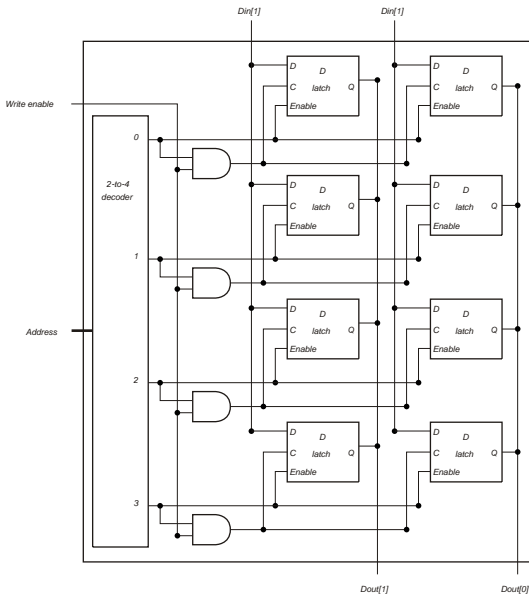 Din[1] Din[1]
D D Q
C latch
Enable
D D Q
C latch
Enable
Write enable
0
2-to-4
decoder
D D Q
C latch
Enable
D D Q
C latch
Enable
1
Address
D D Q
C latch
Enable
D D Q
C latch
Enable
2
D D Q
C latch
Enable
D D Q
C latch
Enable
3
Dout[1] Dout[0]